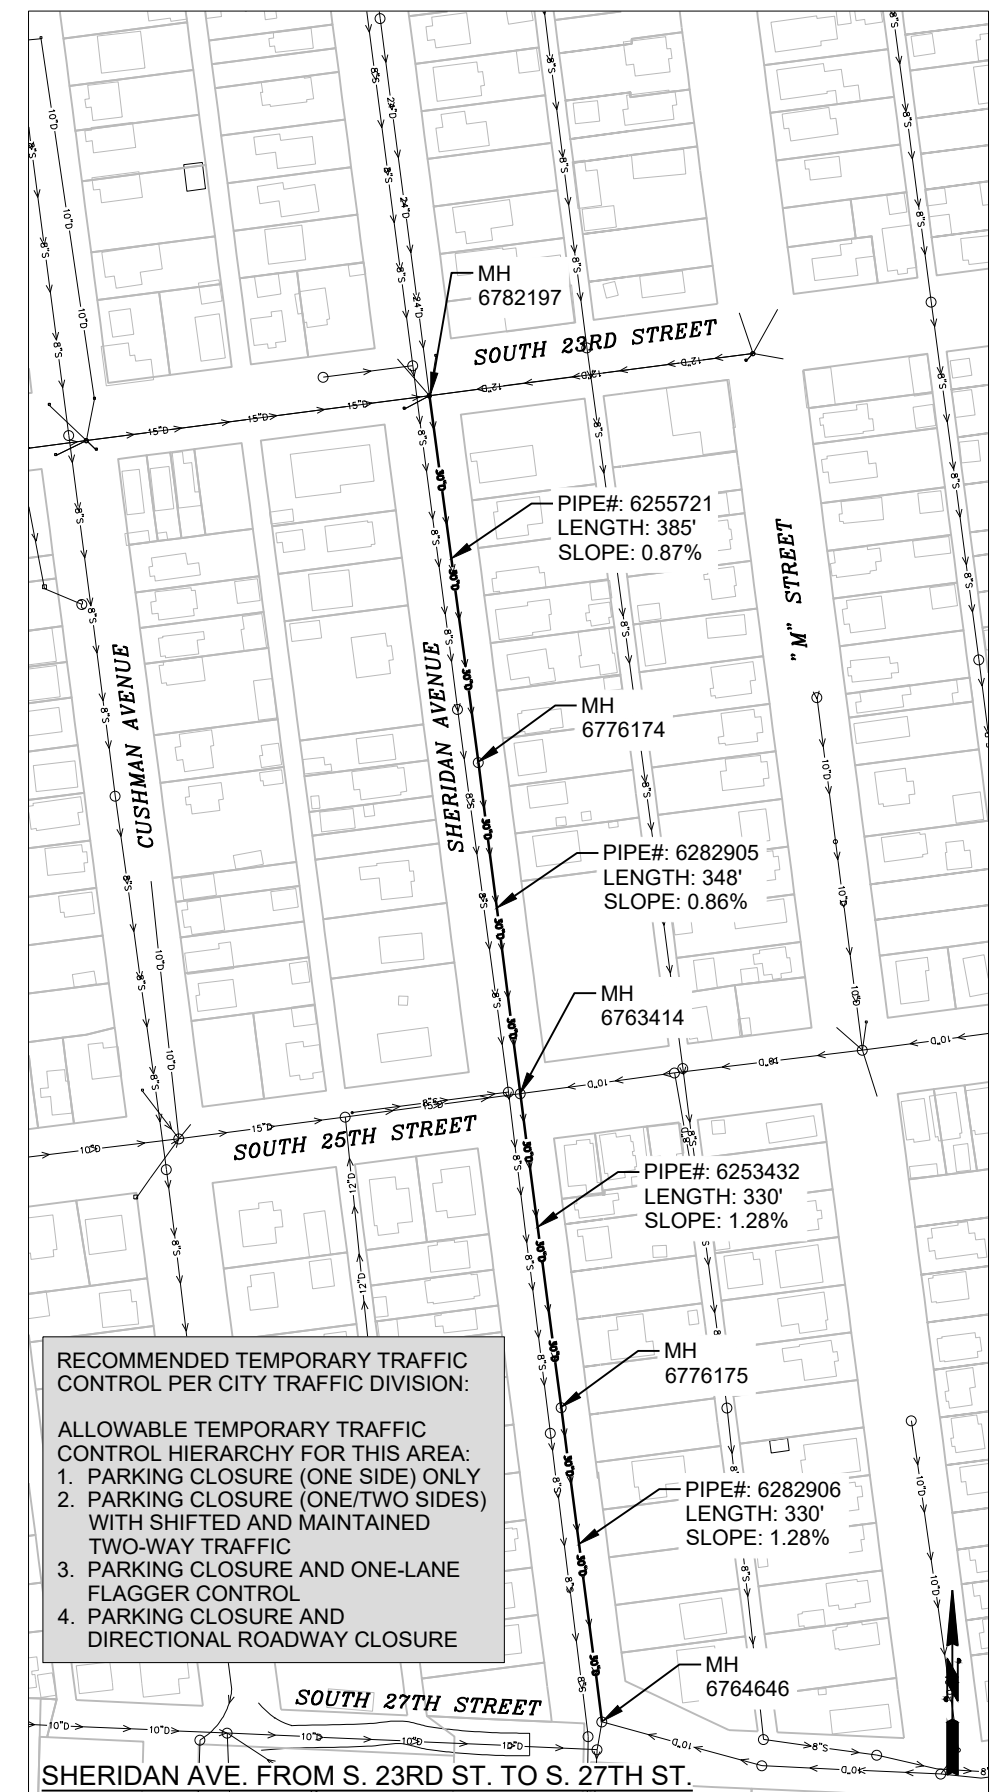 MH
6782197
SOUTH 23RD STREET
PIPE#: 6255721
LENGTH: 385'
SLOPE: 0.87%
"M" STREET
CUSHMAN AVENUE
SHERIDAN AVENUE
MH
6776174
PIPE#: 6282905
LENGTH: 348'
SLOPE: 0.86%
MH
6763414
SOUTH 25TH STREET
PIPE#: 6253432
LENGTH: 330'
SLOPE: 1.28%
MH
6776175
RECOMMENDED TEMPORARY TRAFFIC
CONTROL PER CITY TRAFFIC DIVISION:
ALLOWABLE TEMPORARY TRAFFIC
CONTROL HIERARCHY FOR THIS AREA:
1. PARKING CLOSURE (ONE SIDE) ONLY
2. PARKING CLOSURE (ONE/TWO SIDES)
WITH SHIFTED AND MAINTAINED
TWO-WAY TRAFFIC
3. PARKING CLOSURE AND ONE-LANE
FLAGGER CONTROL
4. PARKING CLOSURE AND
DIRECTIONAL ROADWAY CLOSURE
PIPE#: 6282906
LENGTH: 330'
SLOPE: 1.28%
MH
6764646
SOUTH 27TH STREET
SHERIDAN AVE. FROM S. 23RD ST. TO S. 27TH ST.